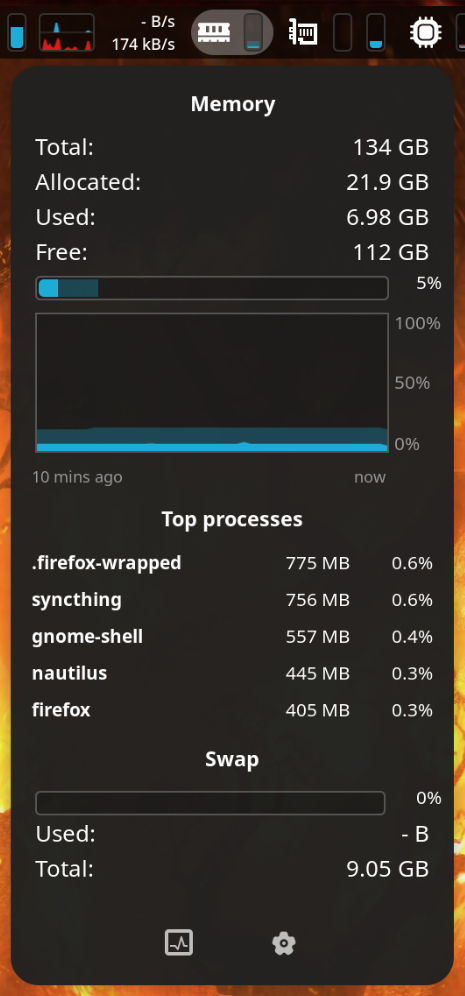 - B/s
174 kB/s
Memory
Total: 134 GB
Allocated: 21.9 GB
Used: 6.98 GB
Free: 112 GB
5%
100%
50%
0%
10 mins ago now
Top processes
.firefox-wrapped 775 MB 0.6%
syncthing 756 MB 0.6%
gnome-shell 557 MB 0.4%
nautilus 445 MB 0.3%
firefox 405 MB 0.3%
Swap
0%
Used: - B
Total: 9.05 GB